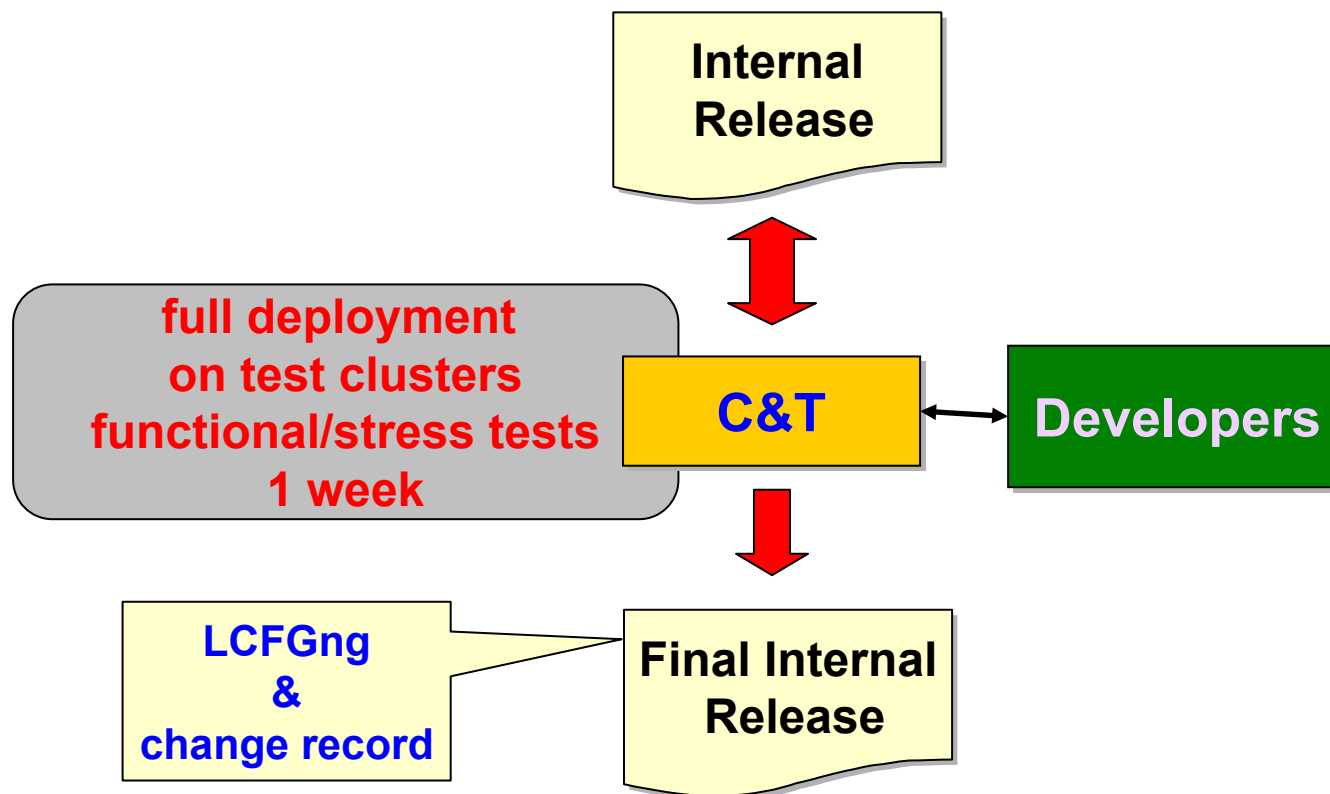 Internal
Release
full deployment
on test clusters
functional/stress tests
1 week
C&T
Developers
LCFGng
&
change record
Final Internal
Release